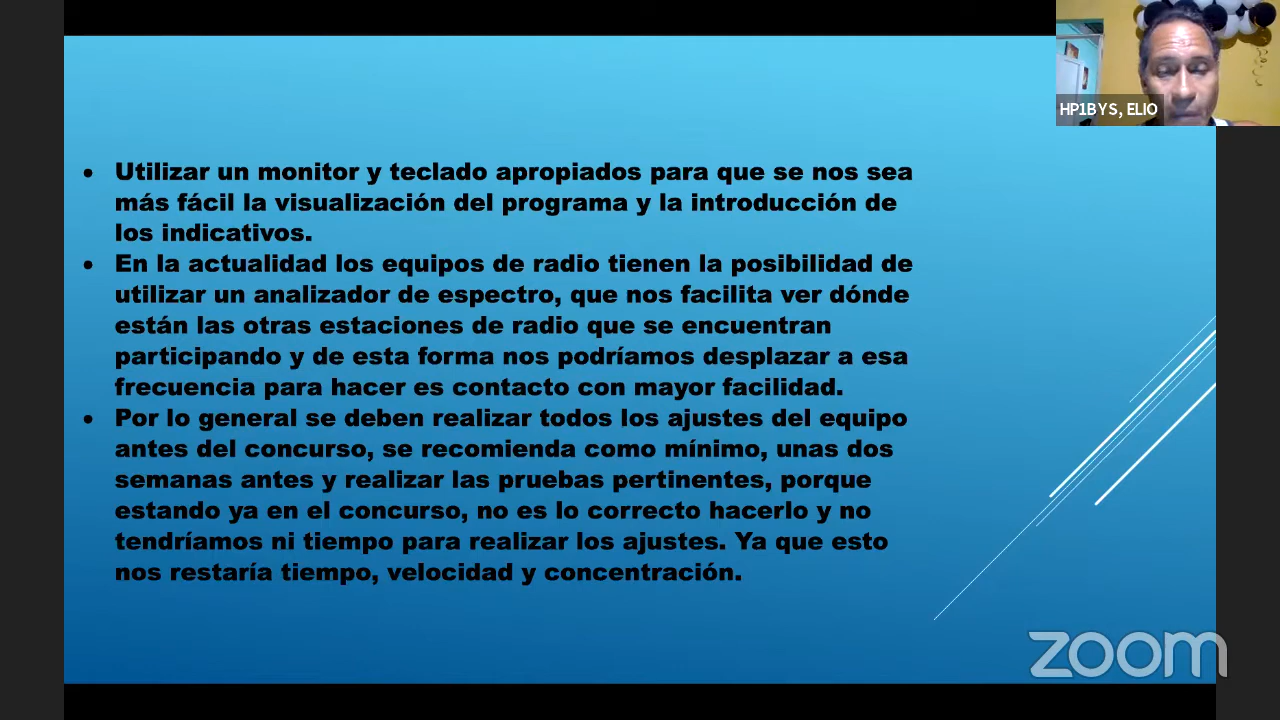 HP1BYS, ELIO
• Utilizar un monitor y teclado apropiados para que se nos sea
más fácil la visualización del programa y la introducción de
los indicativos.
• En la actualidad los equipos de radio tienen la posibilidad de
utilizar un analizador de espectro, que nos facilita ver dónde
están las otras estaciones de radio que se encuentran
participando y de esta forma nos podríamos desplazar a esa
frecuencia para hacer es contacto con mayor facilidad.
• Por lo general se deben realizar todos los ajustes del equipo
antes del concurso, se recomienda como mínimo, unas dos
semanas antes y realizar las pruebas pertinentes, porque
estando ya en el concurso, no es lo correcto hacerlo y no
tendríamos ni tiempo para realizar los ajustes. Ya que esto
nos restaría tiempo, velocidad y concentración.
zoom